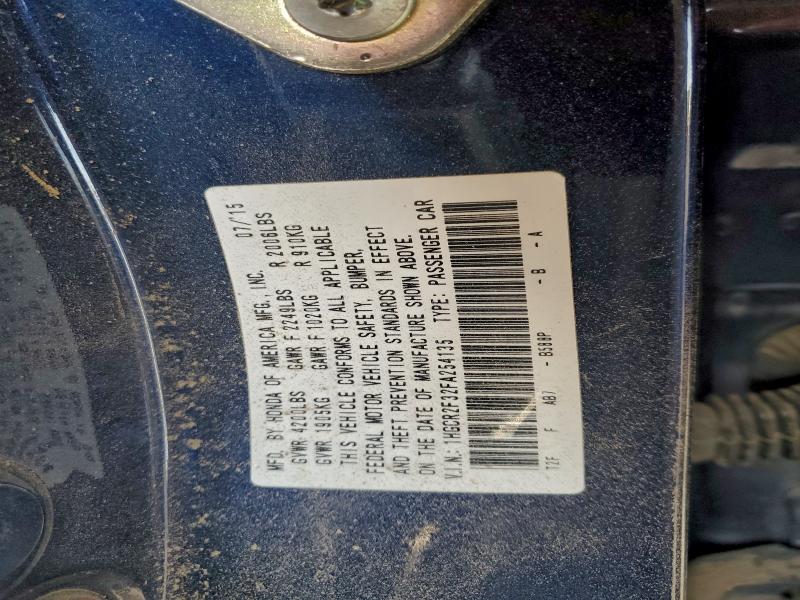 MFD. BY HONDA OF AMERICA MFG., INC. 07/'15
GVWR 4200LBS GAWR F 2249LBS R 2006LBS
GVWR 1905KG GAWR F 1020KG R 910KG
THIS VEHICLE CONFORMS TO ALL APPLICABLE
FEDERAL MOTOR VEHICLE SAFETY, BUMPER,
AND THEFT PREVENTION STANDARDS IN EFFECT
ON THE DATE OF MANUFACTURE SHOWN ABOVE.
V.I.N.: 1HGCR2F32FA254135 TYPE: PASSENGER CAR
T2F F AB7 - B588P - B - A